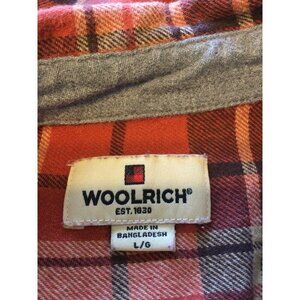 WOOLRICH®
EST. 1830
MADE IN
BANGLADESH
L/G